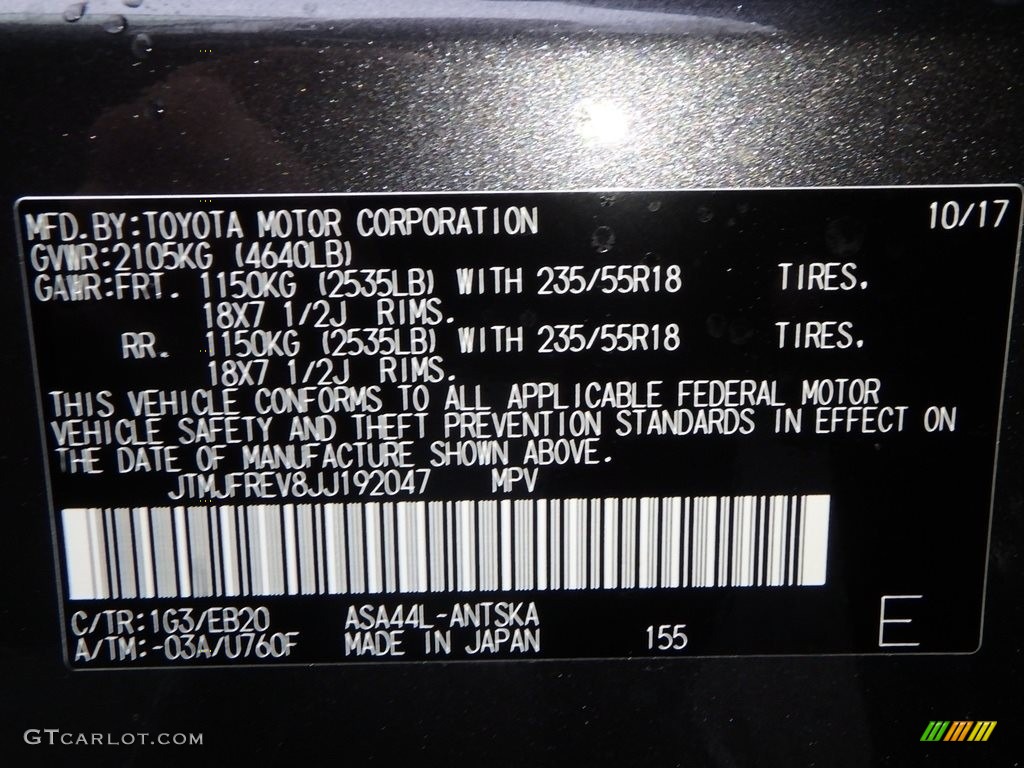 MFD.BY:TOYOTA MOTOR CORPORATION 10/17
GVWR:2105KG (4640LB)
GAWR:FRT. 1150KG (2535LB) WITH 235/55R18 TIRES.
18X7 1/2J RIMS.
RR. 1150KG (2535LB) WITH 235/55R18 TIRES.
18X7 1/2J RIMS.
THIS VEHICLE CONFORMS TO ALL APPLICABLE FEDERAL MOTOR
VEHICLE SAFETY AND THEFT PREVENTION STANDARDS IN EFFECT ON
THE DATE OF MANUFACTURE SHOWN ABOVE.
JTMJFREV8JJ192047 MPV
C/TR:1G3/EB20 ASA44L-ANTSKA
A/TM:-03A/U760F MADE IN JAPAN 155 E
GTCARLOT.COM